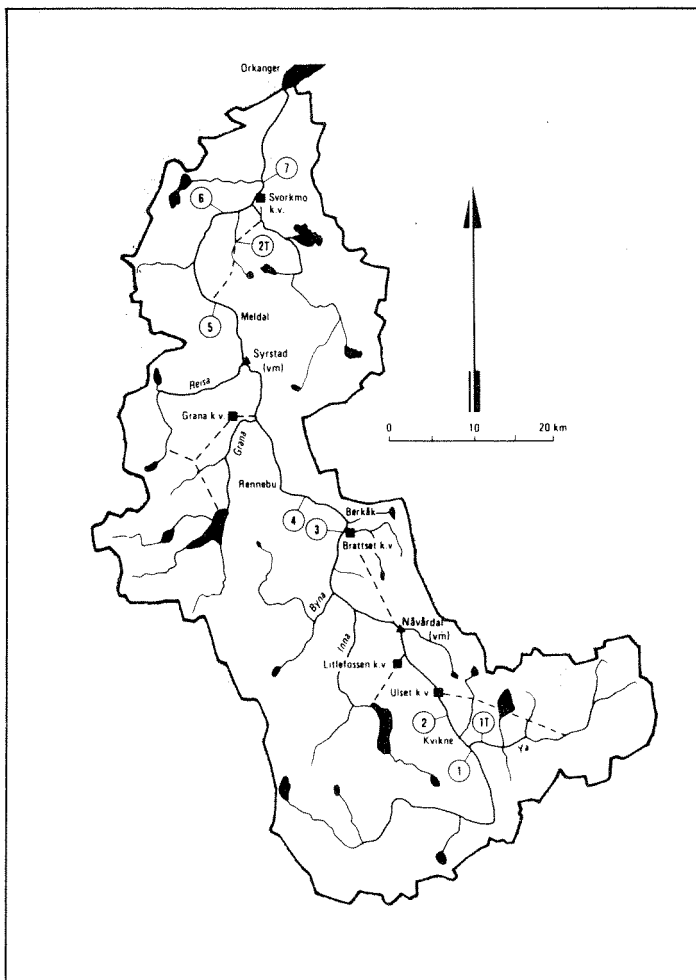 Orkanger
7
6
Svorkmo
k.v.
2T
5
Meldal
Syrstad
(vm)
Resa
Grana k.v.
Grana
0 10 20 km
Rennebu
4
3
Berkåk
Brattset k.v.
Byna
Inna
Nåvårdal
(vm)
Litlefossen k.v.
Ulset k.v.
2
1T
Kvikne
Ya
1